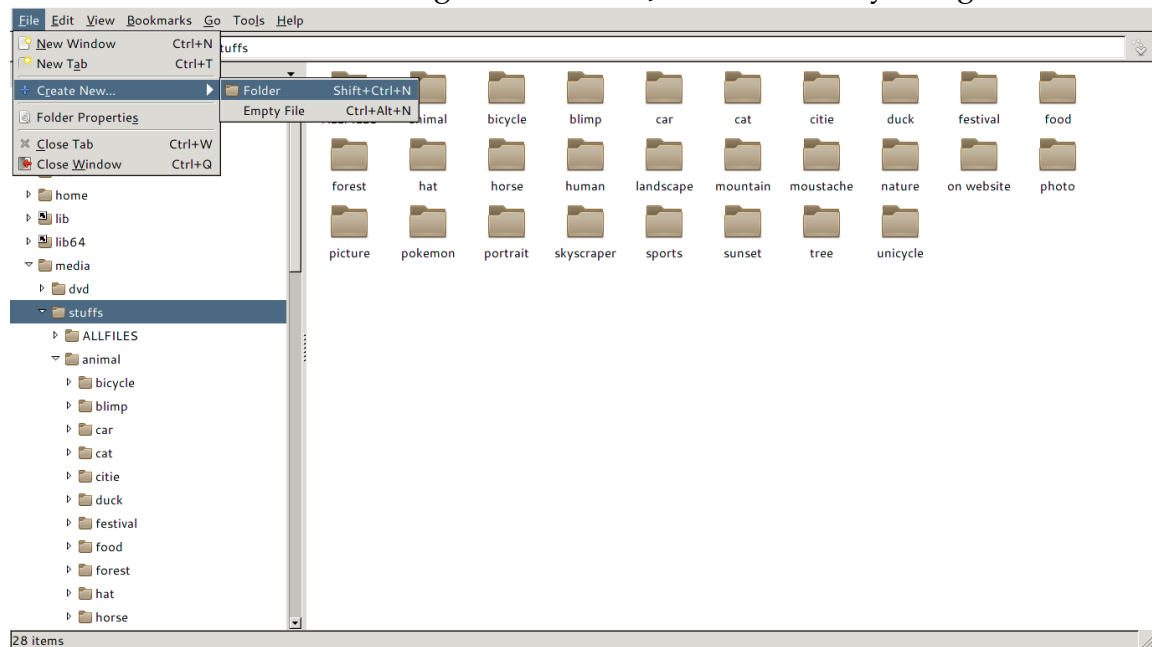 File Edit View Bookmarks Go Tools Help
New Window Ctrl+N
tuffs
New Tab Ctrl+T
Create New...
Folder Shift+Ctrl+N
Empty File Ctrl+Alt+N
Folder Properties
Close Tab Ctrl+W
Close Window Ctrl+Q
home
lib
lib64
media
dvd
stuffs
ALLFILES
animal
bicycle
blimp
car
cat
citie
duck
festival
food
forest
hat
horse
nimal bicycle blimp car cat citie duck festival food
forest hat horse human landscape mountain moustache nature on website photo
picture pokemon portrait skyscraper sports sunset tree unicycle
28 items